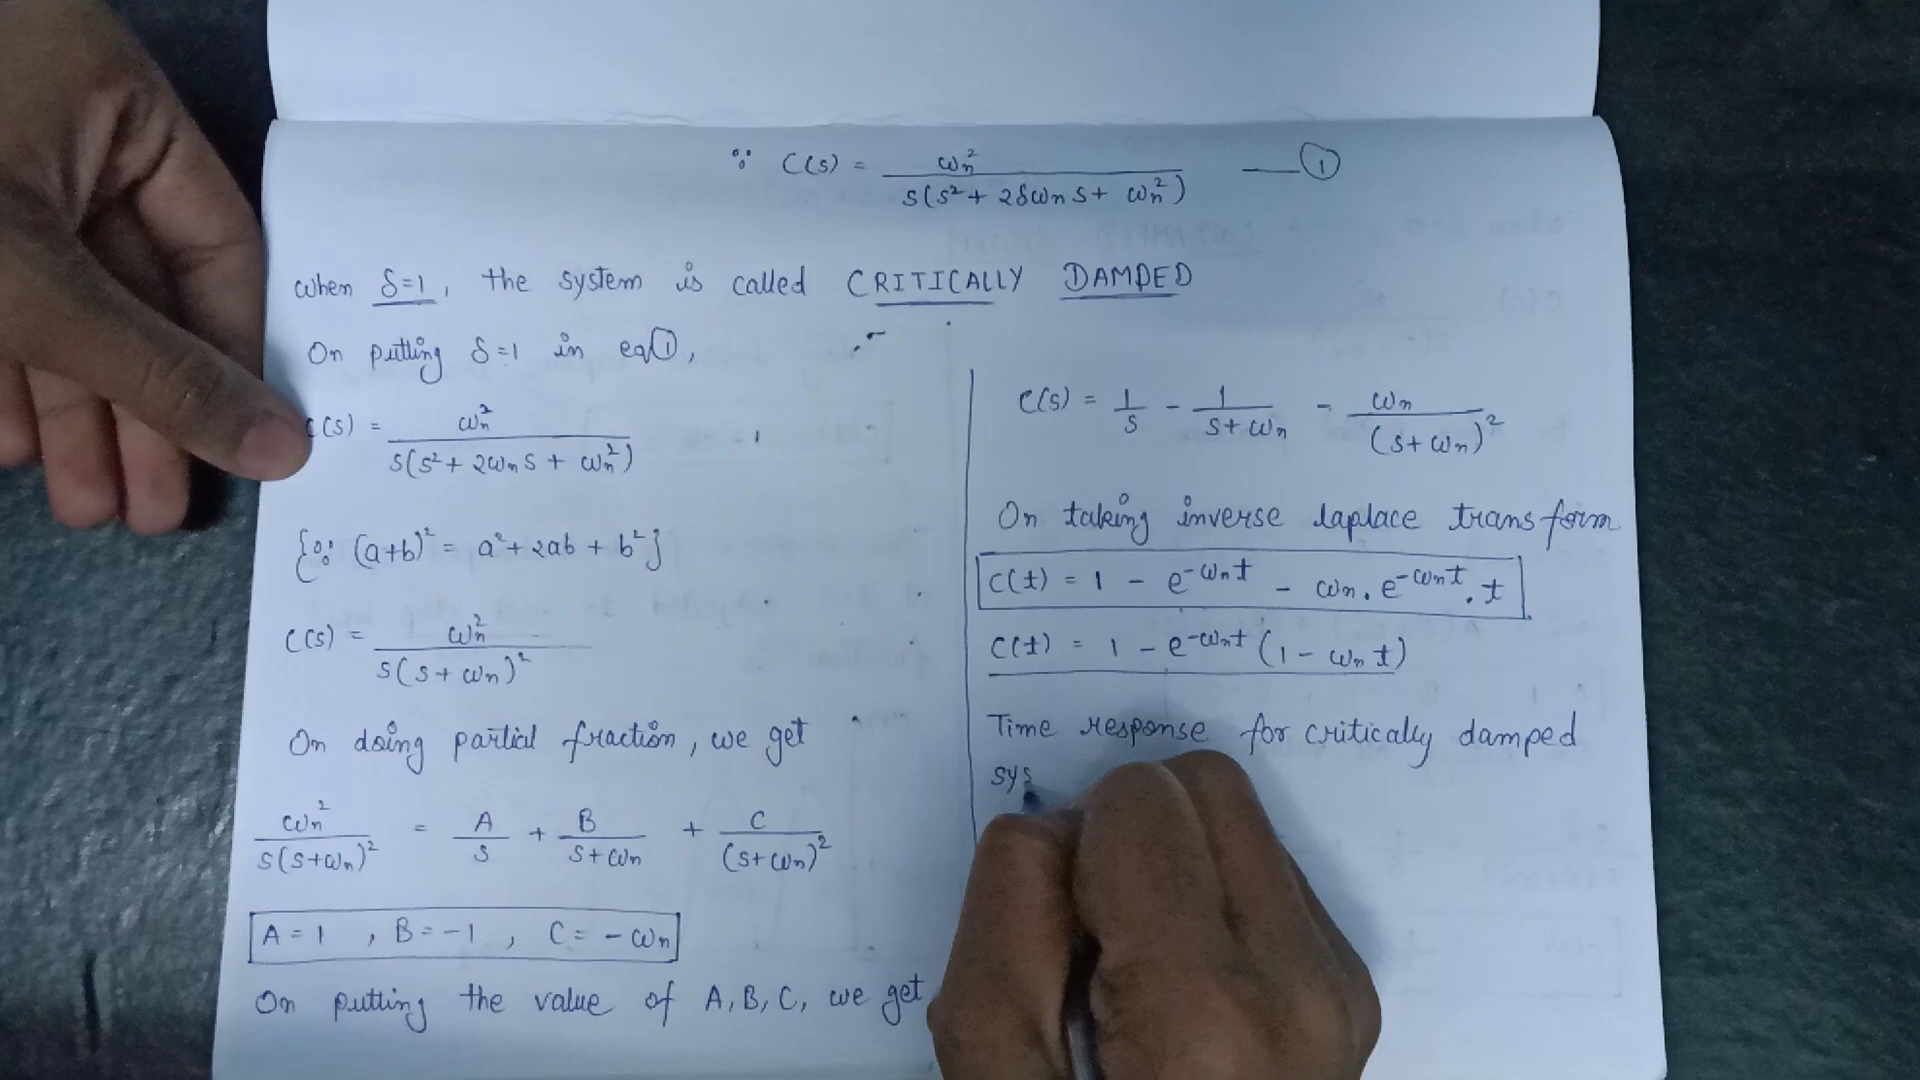 ∵ C(s) = ωn² / s(s² + 2δωn s + ωn²) —— ①
When δ=1, the system is called CRITICALLY DAMPED
On putting δ=1 in eq①,
C(s) = ωn² / s(s² + 2ωn s + ωn²)
{∵ (a+b)² = a² + 2ab + b²}
C(s) = ωn² / s(s + ωn)²
On doing partial fraction, we get
ωn² / s(s+ωn)² = A/s + B/(s+ωn) + C/(s+ωn)²
A = 1 , B = -1 , C = - ωn
On putting the value of A, B, C, we get
C(s) = 1/s - 1/(s+ωn) - ωn/(s+ωn)²
On taking inverse laplace transform
C(t) = 1 - e^-ωnt - ωn . e^-ωnt . t
C(t) = 1 - e^-ωnt (1 - ωn t)
Time response for critically damped
sys